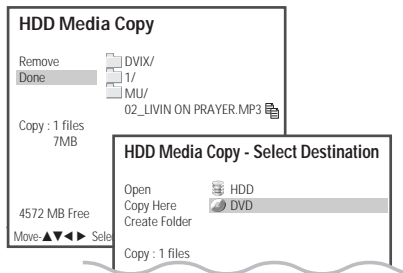 HDD Media Copy
Remove DVIX/
Done 1/
MU/
02_LIVIN ON PRAYER.MP3
Copy : 1 files
7MB
4572 MB Free
Move-▲▼◄ ► Sele
HDD Media Copy - Select Destination
Open HDD
Copy Here DVD
Create Folder
Copy : 1 files